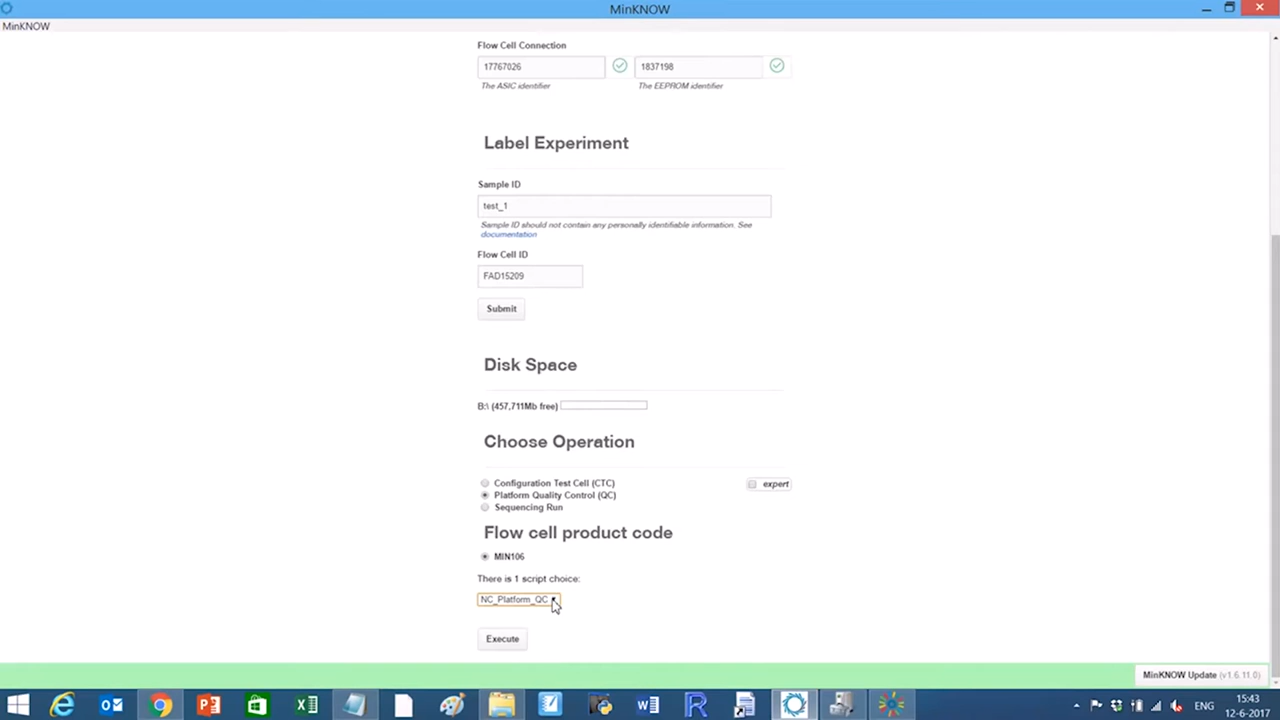 MinKNOW
MinKNOW
Flow Cell Connection
17767026 1837198
The ASIC identifier The EEPROM identifier
Label Experiment
Sample ID
test_1
Sample ID should not contain any personally identifiable information. See
documentation
Flow Cell ID
FAD15209
Submit
Disk Space
B:\ (457,711Mb free)
Choose Operation
Configuration Test Cell (CTC) expert
Platform Quality Control (QC)
Sequencing Run
Flow cell product code
MIN106
There is 1 script choice:
NC_Platform_QC
Execute
MinKNOW Update (v1.6.11.0)
ENG
15:43
12-6-2017